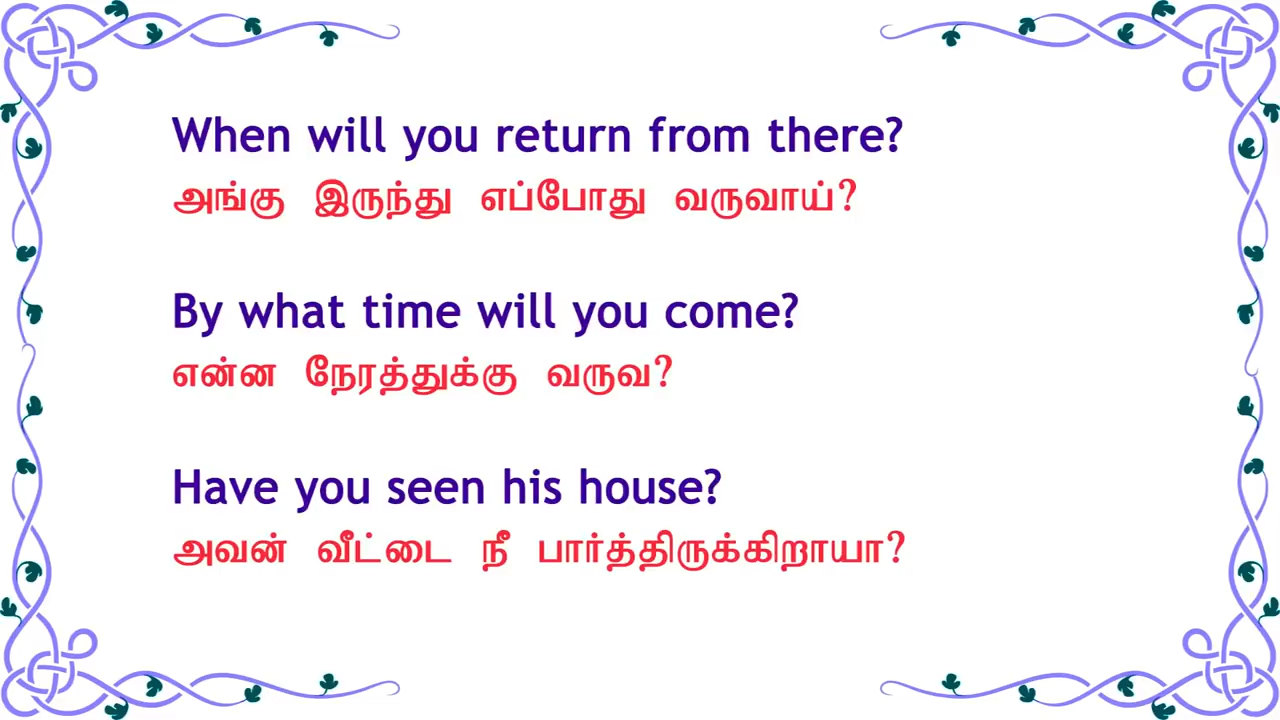 When will you return from there?
அங்கு இருந்து எப்போது வருவாய்?
By what time will you come?
என்ன நேரத்துக்கு வருவ?
Have you seen his house?
அவன் வீட்டை நீ பார்த்திருக்கிறாயா?